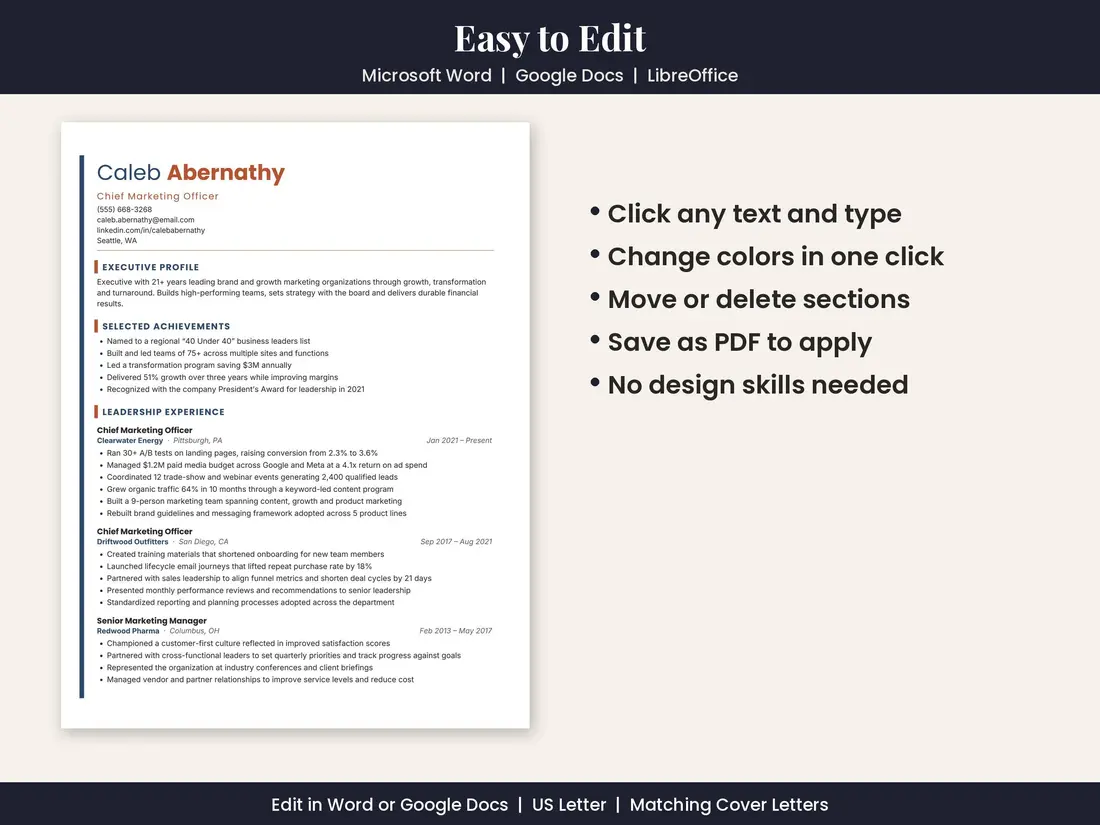 Easy to Edit
Microsoft Word | Google Docs | LibreOffice
Caleb Abernathy
Chief Marketing Officer
(555) 668-3268
caleb.abernathy@email.com
linkedin.com/in/calebabernathy
Seattle, WA
EXECUTIVE PROFILE
Executive with 21+ years leading brand and growth marketing organizations through growth, transformation
and turnaround. Builds high-performing teams, sets strategy with the board and delivers durable financial
results.
SELECTED ACHIEVEMENTS
• Named to a regional "40 Under 40" business leaders list
• Built and led teams of 75+ across multiple sites and functions
• Led a transformation program saving $3M annually
• Delivered 51% growth over three years while improving margins
• Recognized with the company President's Award for leadership in 2021
LEADERSHIP EXPERIENCE
Chief Marketing Officer
Clearwater Energy · Pittsburgh, PA Jan 2021 – Present
• Ran 30+ A/B tests on landing pages, raising conversion from 2.3% to 3.6%
• Managed $1.2M paid media budget across Google and Meta at a 4.1x return on ad spend
• Coordinated 12 trade-show and webinar events generating 2,400 qualified leads
• Grew organic traffic 64% in 10 months through a keyword-led content program
• Built a 9-person marketing team spanning content, growth and product marketing
• Rebuilt brand guidelines and messaging framework adopted across 5 product lines
Chief Marketing Officer
Driftwood Outfitters · San Diego, CA Sep 2017 – Aug 2021
• Created training materials that shortened onboarding for new team members
• Launched lifecycle email journeys that lifted repeat purchase rate by 18%
• Partnered with sales leadership to align funnel metrics and shorten deal cycles by 21 days
• Presented monthly performance reviews and recommendations to senior leadership
• Standardized reporting and planning processes adopted across the department
Senior Marketing Manager
Redwood Pharma · Columbus, OH Feb 2013 – May 2017
• Championed a customer-first culture reflected in improved satisfaction scores
• Partnered with cross-functional leaders to set quarterly priorities and track progress against goals
• Represented the organization at industry conferences and client briefings
• Managed vendor and partner relationships to improve service levels and reduce cost
• Click any text and type
• Change colors in one click
• Move or delete sections
• Save as PDF to apply
• No design skills needed
Edit in Word or Google Docs | US Letter | Matching Cover Letters